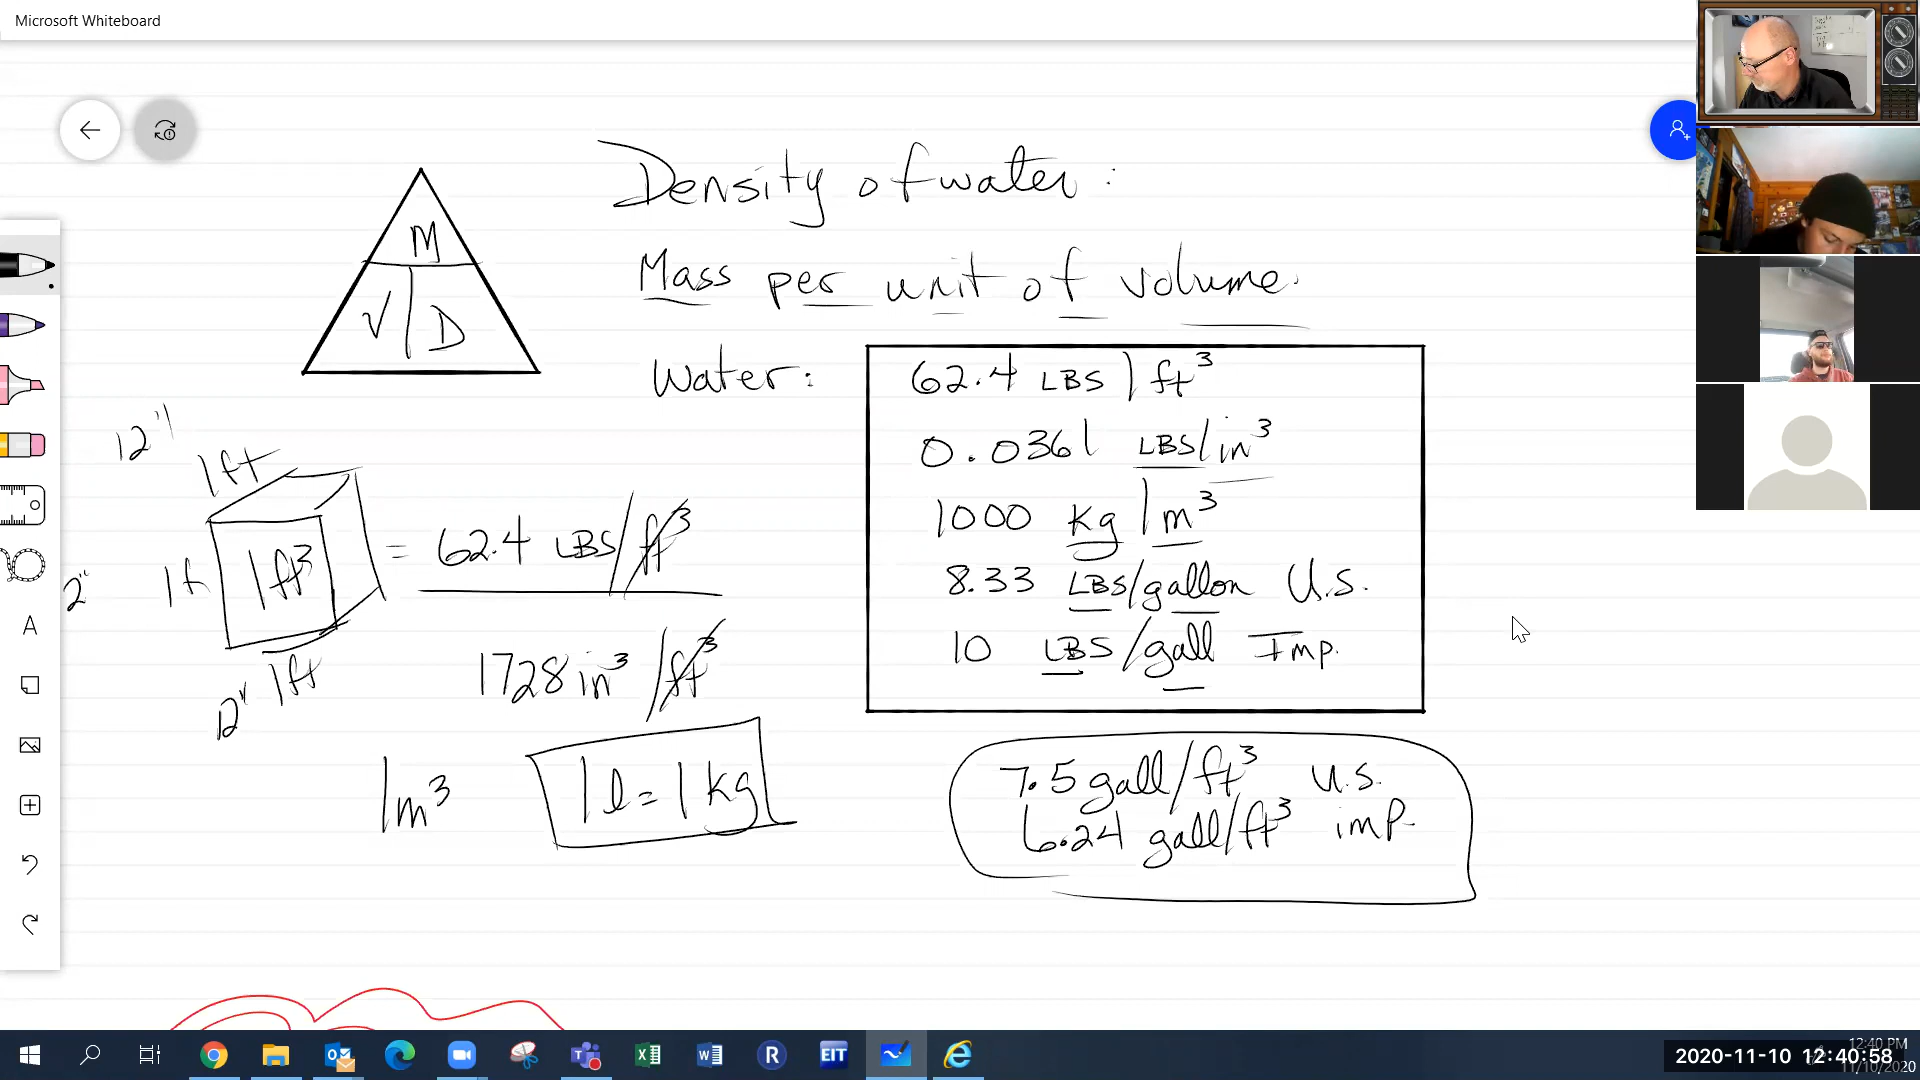 Microsoft Whiteboard
Density of water:
M
V D
Mass per unit of volume.
Water:
62.4 LBS/ft³
0.0361 LBS/in³
1000 kg/m³
8.33 LBS/gallon U.S.
10 LBS/gall Imp.
12"
1ft
1ft
1ft³
2"
12" 1ft
= 62.4 LBS/ft³
1728 in³/ft³
1m³
1l = 1kg
7.5 gall/ft³ U.S.
6.24 gall/ft³ imp.
A
R
EIT
12:40 PM
2020-11-10 12:40:58
11/10/2020